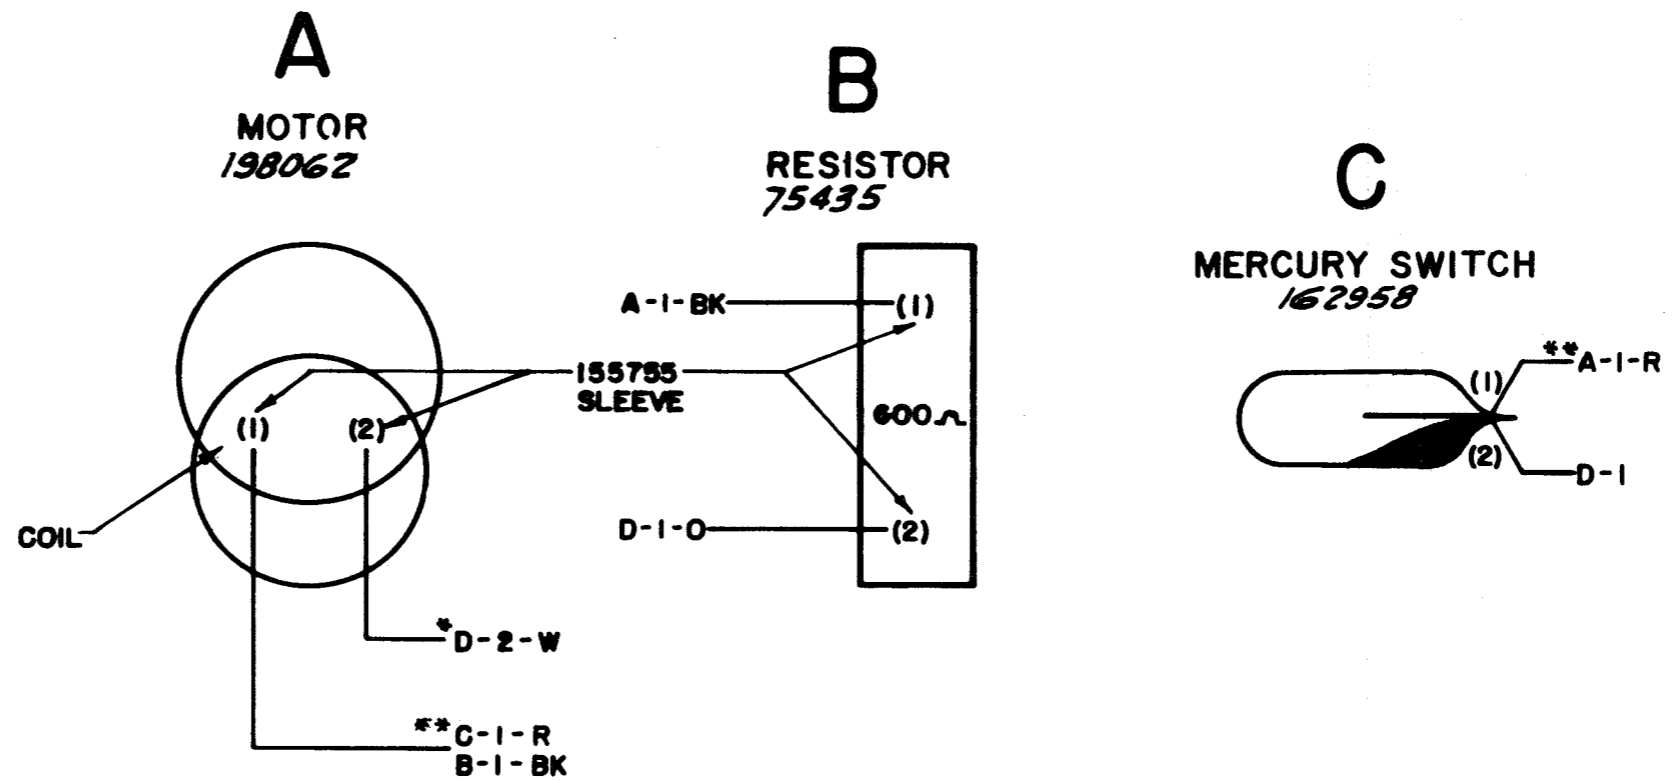 A
MOTOR
198062
B
RESISTOR
75435
C
MERCURY SWITCH
162958
A-1-BK
(1)
155755
SLEEVE
600Ω
D-1-O
(2)
(1)
(2)
COIL
*D-2-W
**C-1-R
B-1-BK
**A-1-R
(1)
(2)
D-1